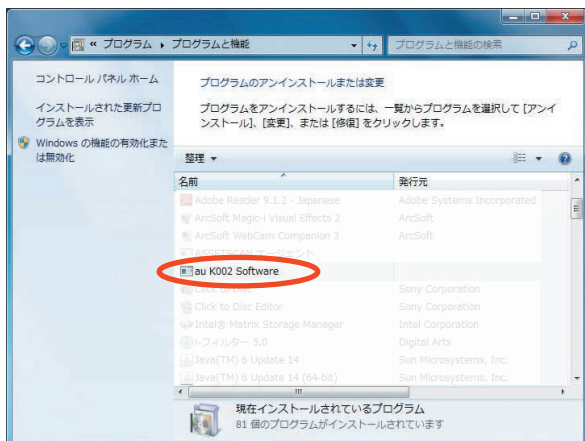 « プログラム ▸ プログラムと機能
プログラムと機能の検索
コントロール パネル ホーム
インストールされた更新プロ
グラムを表示
Windows の機能の有効化また
は無効化
プログラムのアンインストールまたは変更
プログラムをアンインストールするには、一覧からプログラムを選択して [アンイ
ンストール]、[変更]、または [修復] をクリックします。
整理
名前 発行元
Adobe Reader 9.1.2 - Japanese Adobe Systems Incorporated
ArcSoft Magic-i Visual Effects 2 ArcSoft
ArcSoft WebCam Companion 3 ArcSoft
ASSETSCAN エージェント
au K002 Software
Click to Disc Sony Corporation
Click to Disc Editor Sony Corporation
Intel® Matrix Storage Manager Intel Corporation
i-フィルター 5.0 Digital Arts
Java(TM) 6 Update 14 Sun Microsystems, Inc.
Java(TM) 6 Update 14 (64-bit) Sun Microsystems, Inc.
現在インストールされているプログラム
81 個のプログラムがインストールされています